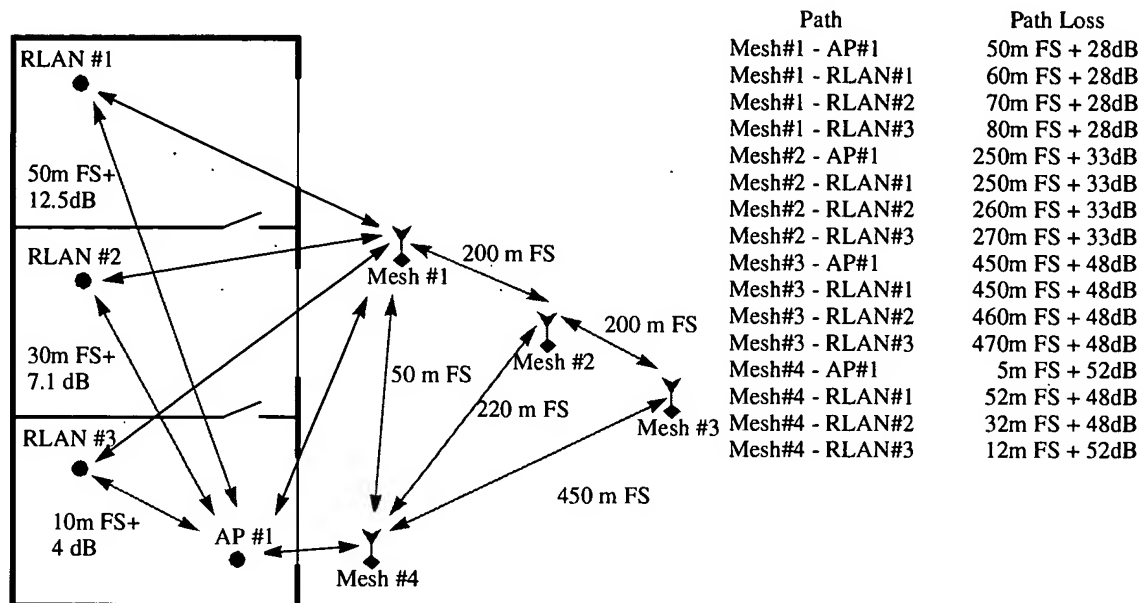 RLAN #1
50m FS+
12.5dB
RLAN #2
30m FS+
7.1 dB
RLAN #3
10m FS+
4 dB
AP #1
Mesh #1
200 m FS
Mesh #2
200 m FS
Mesh #3
50 m FS
220 m FS
450 m FS
Mesh #4
Path Path Loss
Mesh#1 - AP#1 50m FS + 28dB
Mesh#1 - RLAN#1 60m FS + 28dB
Mesh#1 - RLAN#2 70m FS + 28dB
Mesh#1 - RLAN#3 80m FS + 28dB
Mesh#2 - AP#1 250m FS + 33dB
Mesh#2 - RLAN#1 250m FS + 33dB
Mesh#2 - RLAN#2 260m FS + 33dB
Mesh#2 - RLAN#3 270m FS + 33dB
Mesh#3 - AP#1 450m FS + 48dB
Mesh#3 - RLAN#1 450m FS + 48dB
Mesh#3 - RLAN#2 460m FS + 48dB
Mesh#3 - RLAN#3 470m FS + 48dB
Mesh#4 - AP#1 5m FS + 52dB
Mesh#4 - RLAN#1 52m FS + 48dB
Mesh#4 - RLAN#2 32m FS + 48dB
Mesh#4 - RLAN#3 12m FS + 52dB